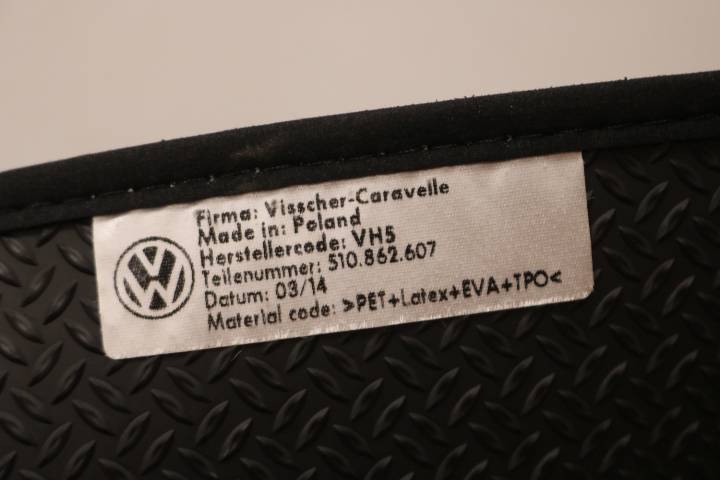 Firma: Visscher-Caravelle
Made in: Poland
Herstellercode: VH5
Teilenummer: 510.862.607
Datum: 03/14
Material code: >PET+Latex+EVA+TPO<